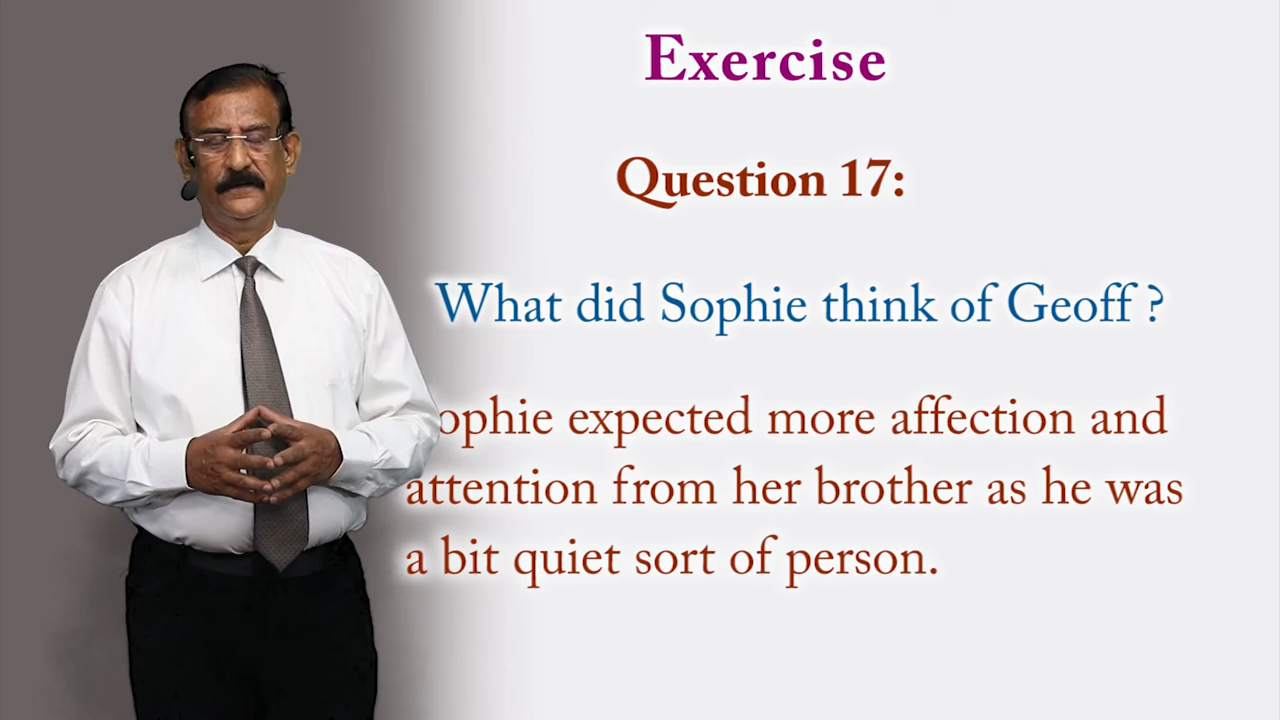 Exercise
Question 17:
What did Sophie think of Geoff ?
ophie expected more affection and
attention from her brother as he was
a bit quiet sort of person.